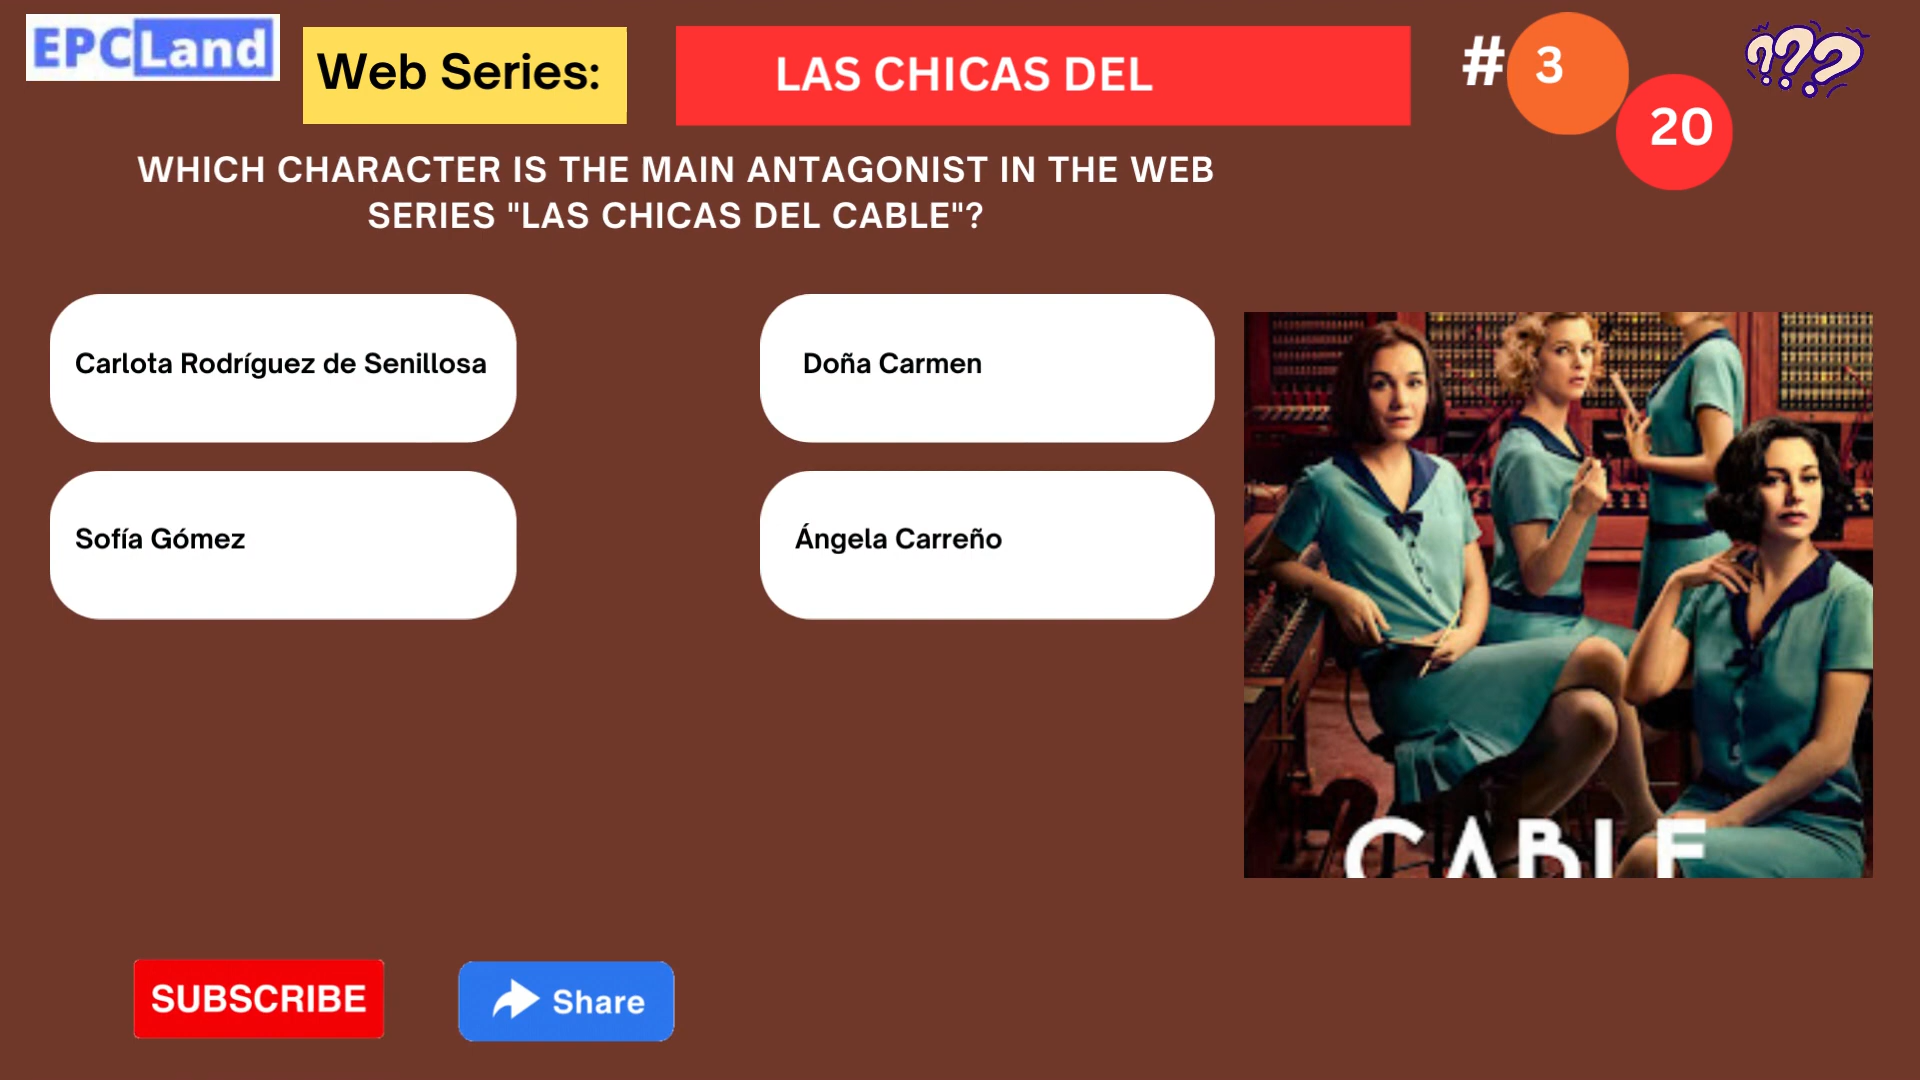 EPCLand
Web Series:
LAS CHICAS DEL
# 3
20
???
WHICH CHARACTER IS THE MAIN ANTAGONIST IN THE WEB
SERIES "LAS CHICAS DEL CABLE"?
Carlota Rodríguez de Senillosa
Doña Carmen
Sofía Gómez
Ángela Carreño
CABLE
SUBSCRIBE
Share